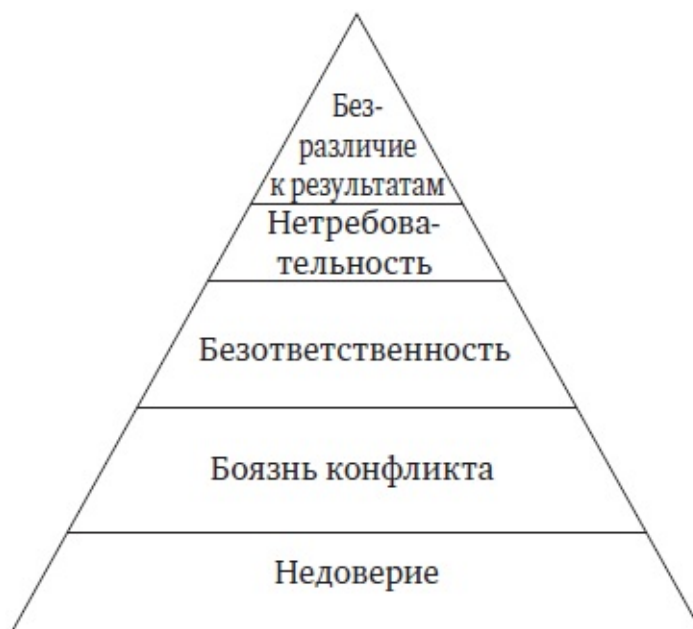 Без-
различие
к результатам
Нетребова-
тельность
Безответственность
Боязнь конфликта
Недоверие